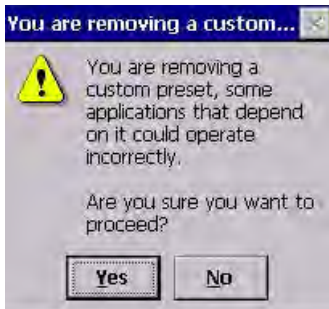 You are removing a custom...
You are removing a
custom preset, some
applications that depend
on it could operate
incorrectly.
Are you sure you want to
proceed?
Yes
No